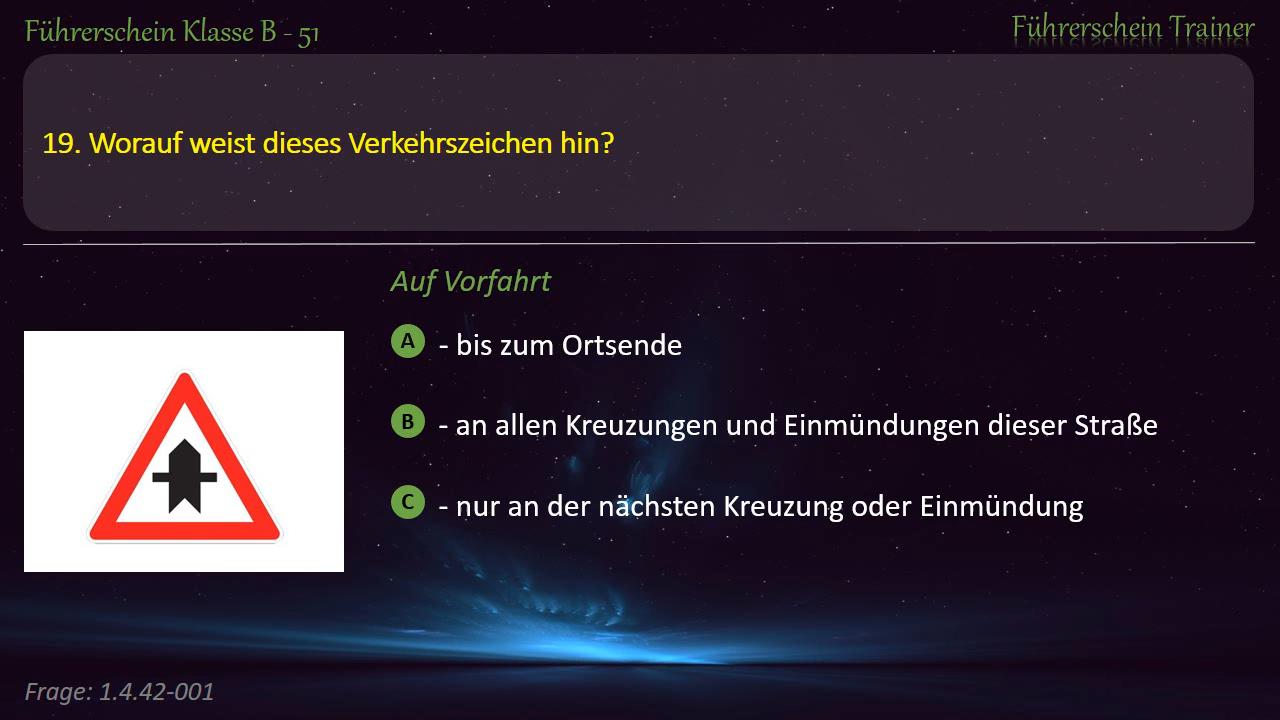 Führerschein Klasse B - 51
Führerschein Trainer
19. Worauf weist dieses Verkehrszeichen hin?
Auf Vorfahrt
A - bis zum Ortsende
B - an allen Kreuzungen und Einmündungen dieser Straße
C - nur an der nächsten Kreuzung oder Einmündung
Frage: 1.4.42-001